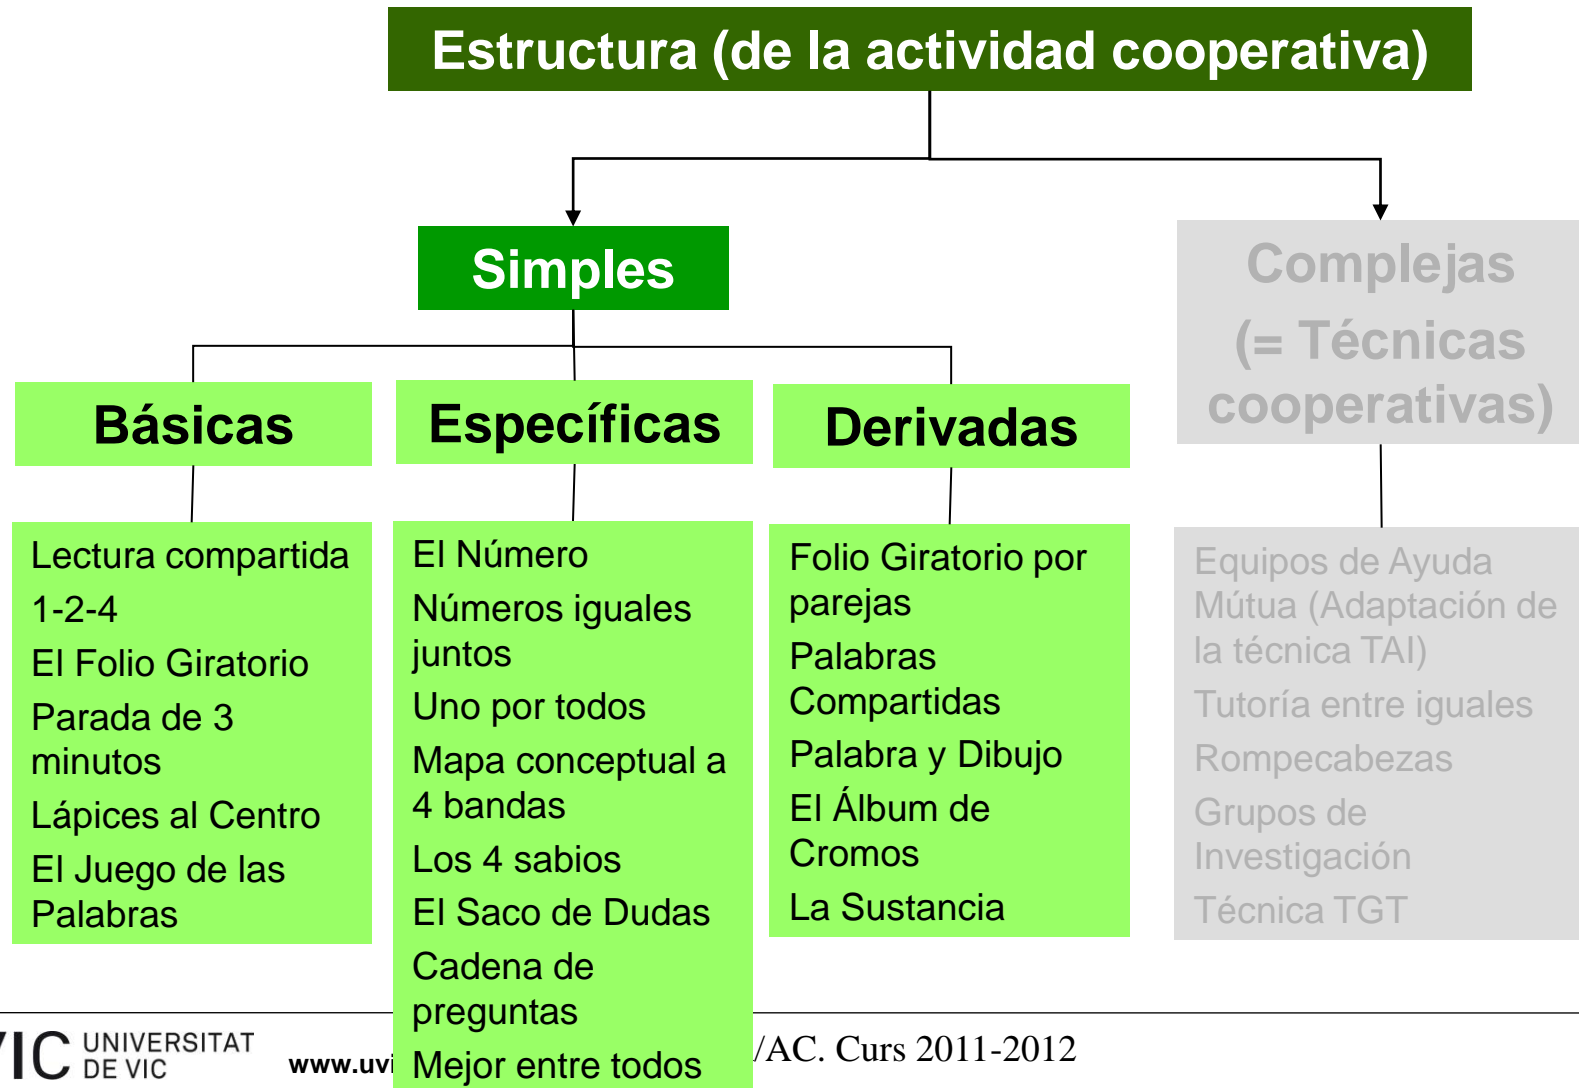 Estructura (de la actividad cooperativa)
Simples
Complejas
(= Técnicas
cooperativas)
Básicas
Específicas
Derivadas
Lectura compartida
1-2-4
El Folio Giratorio
Parada de 3
minutos
Lápices al Centro
El Juego de las
Palabras
El Número
Números iguales
juntos
Uno por todos
Mapa conceptual a
4 bandas
Los 4 sabios
El Saco de Dudas
Cadena de
preguntas
Mejor entre todos
Folio Giratorio por
parejas
Palabras
Compartidas
Palabra y Dibujo
El Álbum de
Cromos
La Sustancia
Equipos de Ayuda
Mútua (Adaptación de
la técnica TAI)
Tutoría entre iguales
Rompecabezas
Grupos de
Investigación
Técnica TGT
VIC UNIVERSITAT
DE VIC
www.uvi
/AC. Curs 2011-2012